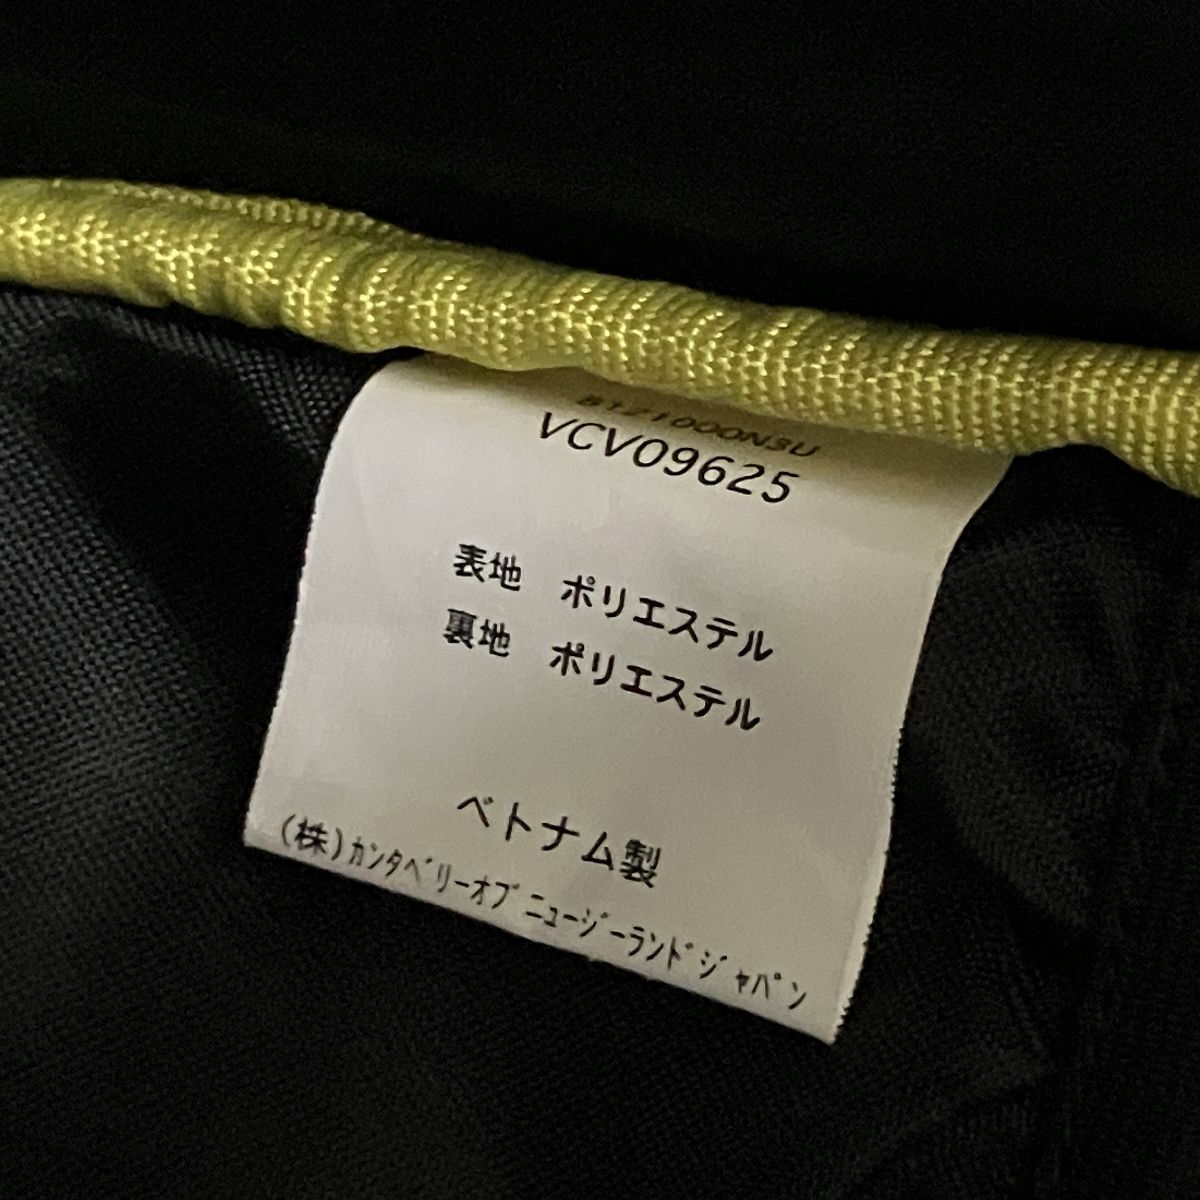 VCV09625
表地　ポリエステル
裏地　ポリエステル
ベトナム製
(株)ｶﾝﾀﾍﾞﾘｰｵﾌﾞﾆｭｰｼﾞｰﾗﾝﾄﾞｼﾞｬﾊﾟﾝ